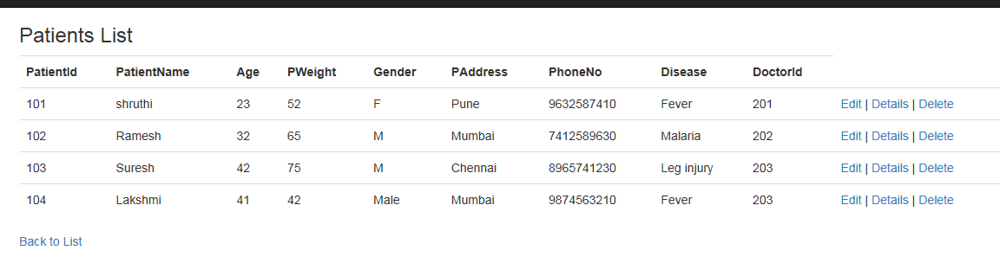 Patients List
PatientId PatientName Age PWeight Gender PAddress PhoneNo Disease DoctorId
101 shruthi 23 52 F Pune 9632587410 Fever 201 Edit | Details | Delete
102 Ramesh 32 65 M Mumbai 7412589630 Malaria 202 Edit | Details | Delete
103 Suresh 42 75 M Chennai 8965741230 Leg injury 203 Edit | Details | Delete
104 Lakshmi 41 42 Male Mumbai 9874563210 Fever 203 Edit | Details | Delete
Back to List